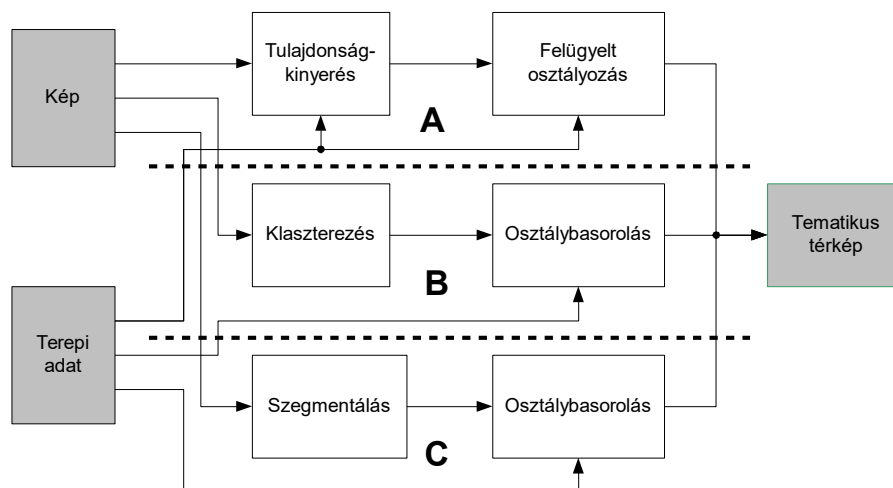 Kép
Tulajdonság-
kinyerés
Felügyelt
osztályozás
A
Klaszterezés
Osztálybasorolás
B
Tematikus
térkép
Terepi
adat
Szegmentálás
Osztálybasorolás
C